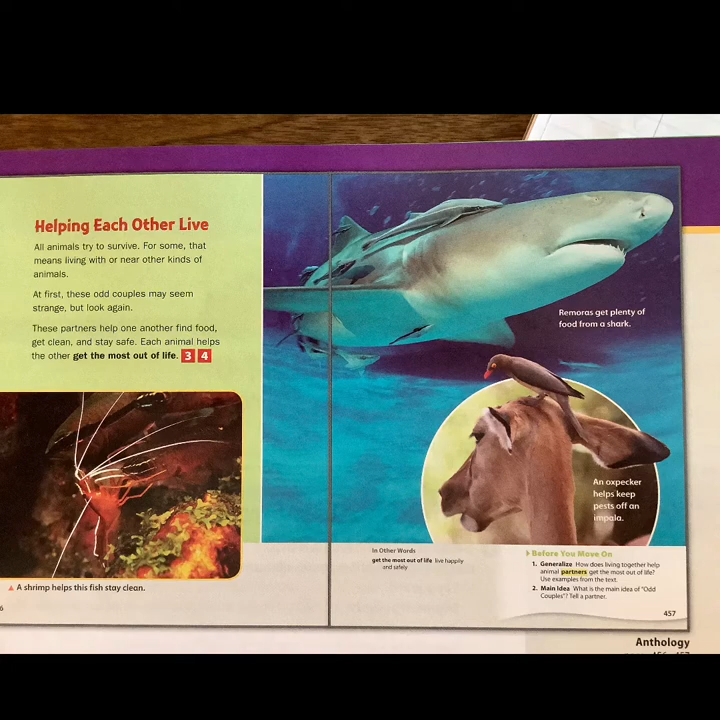 Helping Each Other Live
All animals try to survive. For some, that
means living with or near other kinds of
animals.
At first, these odd couples may seem
strange, but look again.
These partners help one another find food,
get clean, and stay safe. Each animal helps
the other get the most out of life. 3 4
▲ A shrimp helps this fish stay clean.
6
Remoras get plenty of
food from a shark.
An oxpecker
helps keep
pests off an
impala.
In Other Words
get the most out of life live happily
and safely
Before You Move On
1. Generalize How does living together help
animal partners get the most out of life?
Use examples from the text.
2. Main Idea What is the main idea of "Odd
Couples"? Tell a partner.
457
Anthology